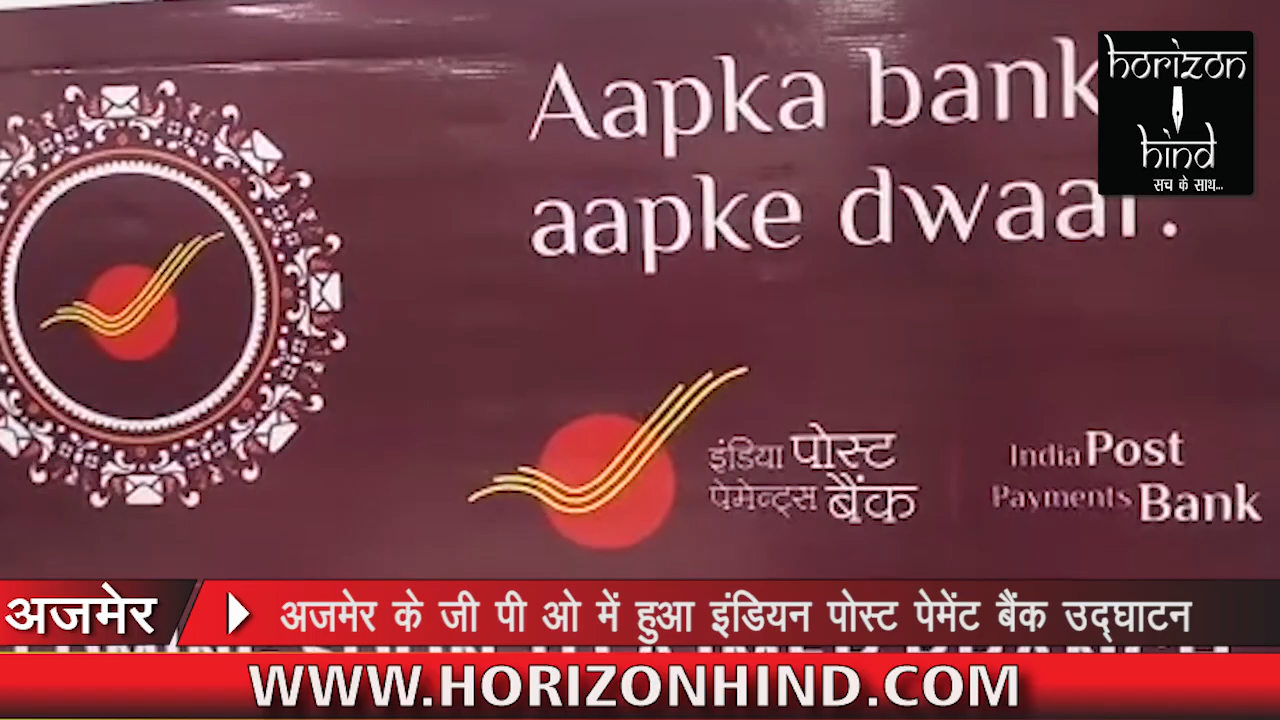 Aapka bank
aapke dwaar.
horizon
hind
सच के साथ...
इंडिया पोस्ट
पेमेन्ट्स बैंक
India Post
Payments Bank
अजमेर
अजमेर के जी पी ओ में हुआ इंडियन पोस्ट पेमेंट बैंक उद्घाटन
WWW.HORIZONHIND.COM